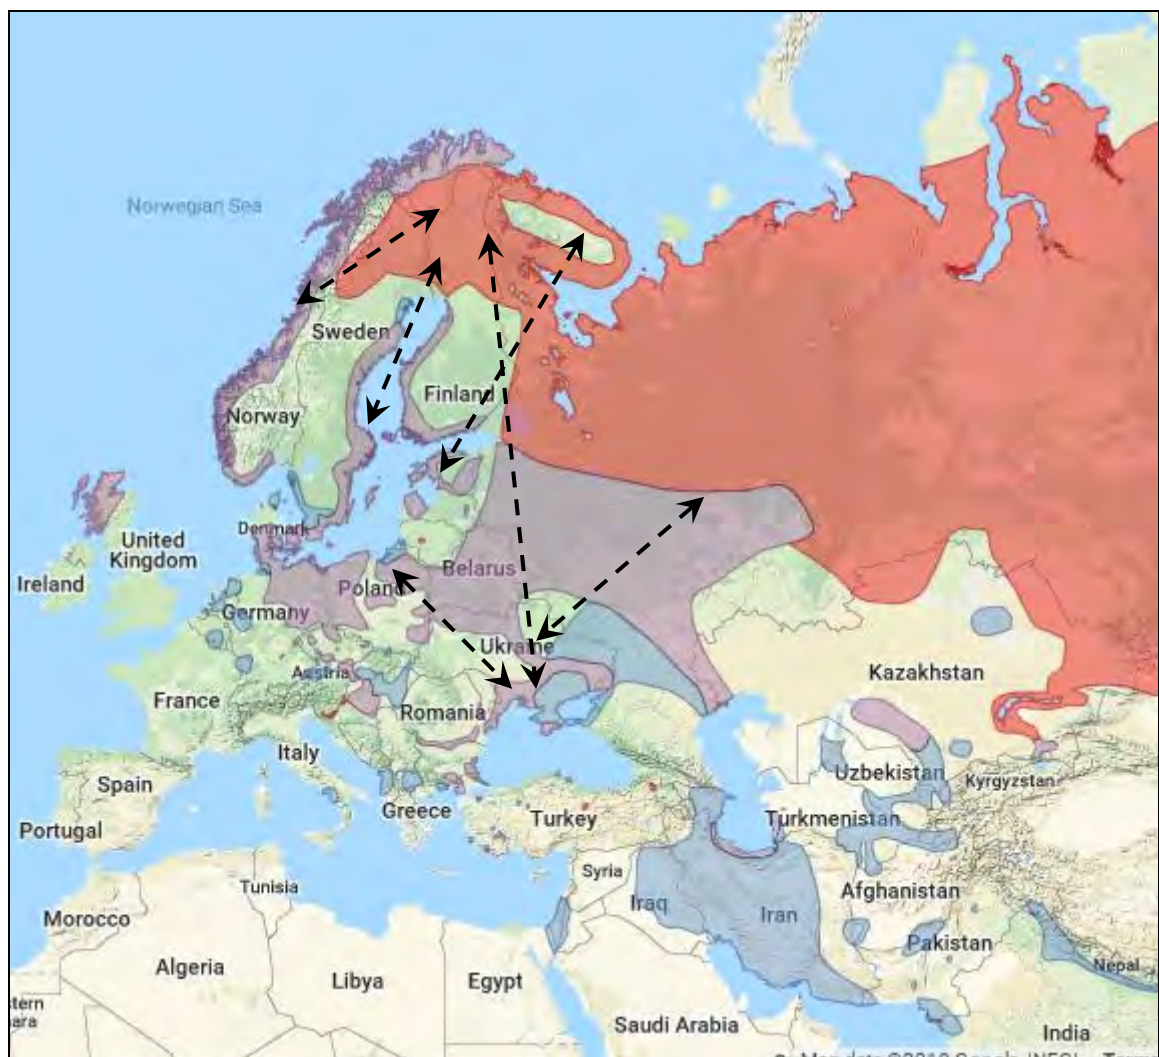 Norwegian Sea
Sweden
Finland
Norway
Denmark
United
Kingdom
Ireland
Belarus
Poland
Germany
Ukraine
Austria
Kazakhstan
France
Romania
Italy
Uzbekistan
Kyrgyzstan
Spain
Greece
Turkey
Turkmenistan
Portugal
Syria
Tunisia
Afghanistan
Morocco
Iraq
Iran
Pakistan
Algeria
Libya
Egypt
Nepal
Saudi Arabia
India